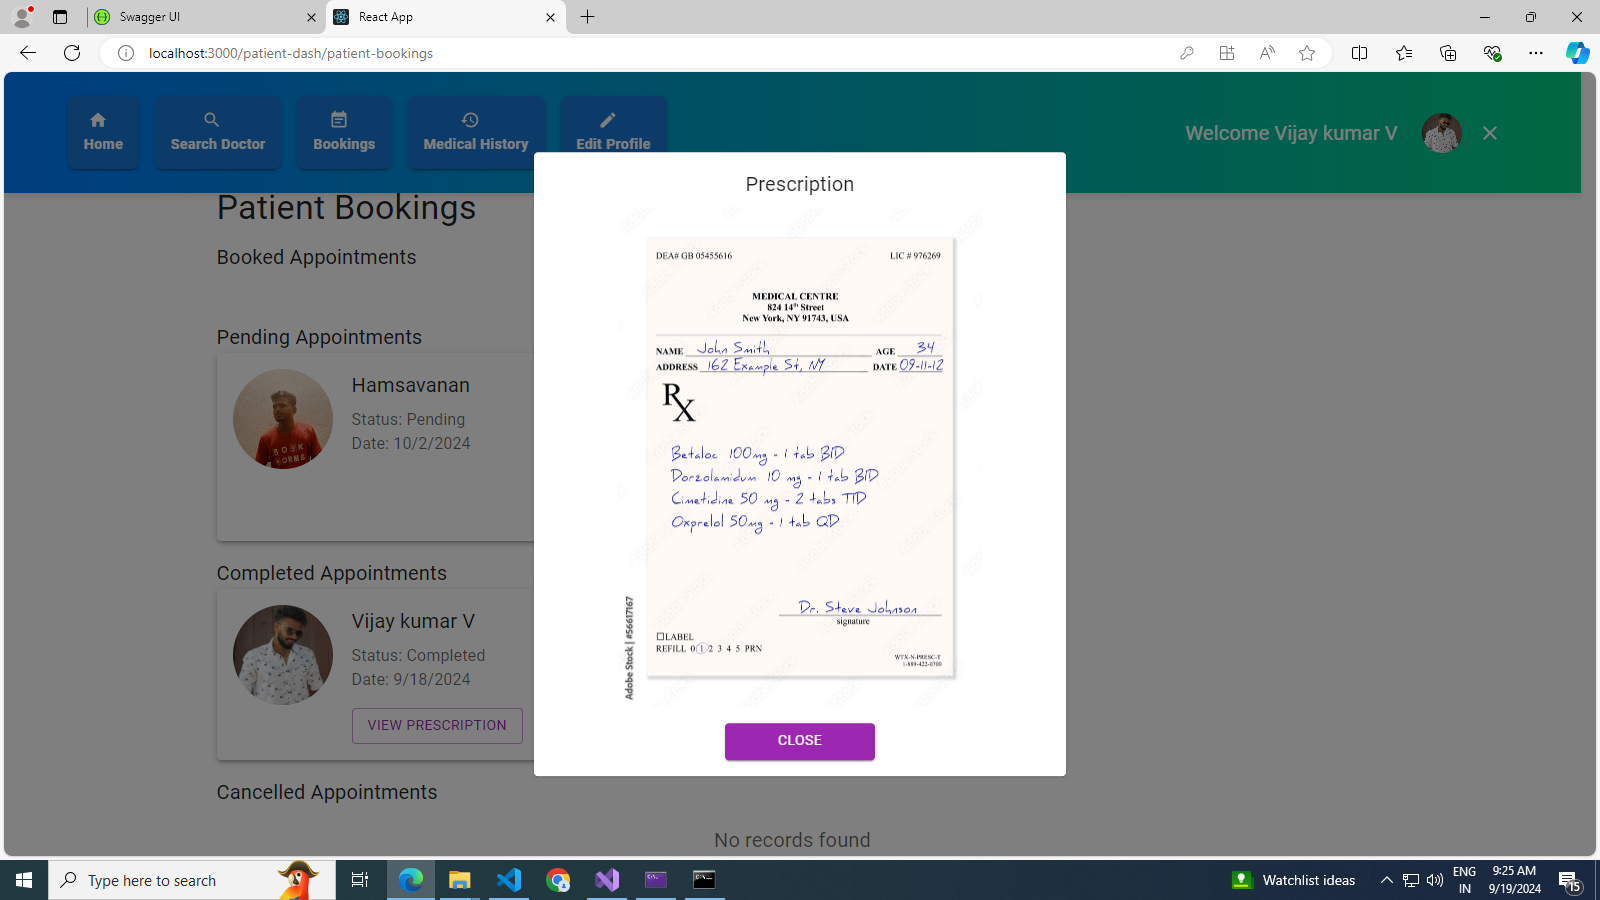 Swagger UI
React App
localhost:3000/patient-dash/patient-bookings
Home
Search Doctor
Bookings
Medical History
Edit Profile
Welcome Vijay kumar V
Patient Bookings
Booked Appointments
Pending Appointments
Hamsavanan
Status: Pending
Date: 10/2/2024
Completed Appointments
Vijay kumar V
Status: Completed
Date: 9/18/2024
VIEW PRESCRIPTION
Cancelled Appointments
No records found
Prescription
DEA# GB 05455616
LIC # 976269
MEDICAL CENTRE
824 14th Street
New York, NY 91743, USA
NAME John Smith AGE 34
ADDRESS 162 Example St, NY DATE 09-11-12
Rx
Betaloc 100mg - 1 tab BID
Dorzolamidum 10 mg - 1 tab BID
Cimetidine 50 mg - 2 tabs TID
Oxprelol 50mg - 1 tab QD
Dr. Steve Johnson
signature
LABEL
REFILL 0 1 2 3 4 5 PRN
WTX-N-PRESC-T
1-889-422-0700
Adobe Stock | #56617167
CLOSE
Type here to search
Watchlist ideas
ENG
IN
9:25 AM
9/19/2024
15